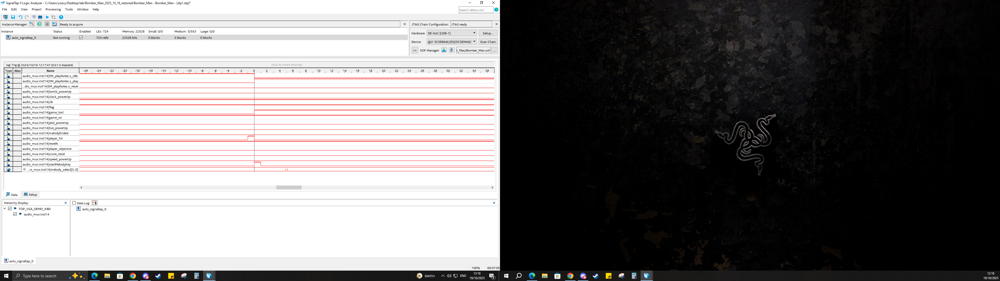 SignalTap II Logic Analyzer - C:/Users/yoavy/Desktop/lab/Bomber_Man_2025_10_18_restored/Bomber_Man - Bomber_Man - [stp1.stp]*
File Edit View Project Processing Tools Window Help
Search altera.com
Instance Manager: Ready to acquire
JTAG Chain Configuration: JTAG ready
Instance Status Enabled LEs: 724 Memory: 22528 Small: 0/0 Medium: 3/553 Large: 0/0
auto_signaltap_0 Not running 724 cells 22528 bits 0 blocks 3 blocks 0 blocks
Hardware: DE-SoC [USB-1] Setup...
Device: @2: 5CSEBA6(.|ES)/5CSEMA6/ Scan Chain
>> SOF Manager: t_files/Bomber_Man.sof ...
log: Trig @ 2025/10/19 12:17:47 (0:0:1.0 elapsed) click to insert time bar
Type Alias Name -26 -24 -22 -20 -18 -16 -14 -12 -10 -8 -6 -4 -2 0 2 4 6 8 10 12 14 16 18 20 22 24 26 28 30 32 34 36
audio_mux:inst14|SM_playNotes.s_idle
audio_mux:inst14|SM_playNotes.s_play
...dio_mux:inst14|SM_playNotes.s_reset
audio_mux:inst14|bomb_powerUp
audio_mux:inst14|clock_powerUp
audio_mux:inst14|clk
audio_mux:inst14|flag
audio_mux:inst14|game_lost
audio_mux:inst14|game_on
audio_mux:inst14|jewl_powerUp
audio_mux:inst14|live_powerUp
audio_mux:inst14|melodyEnded
audio_mux:inst14|player_hit
audio_mux:inst14|resetN
audio_mux:inst14|player_objective
audio_mux:inst14|score_reset
audio_mux:inst14|speed_powerUp
audio_mux:inst14|startMelodyKey
...io_mux:inst14|melody_select[3..0] 11
Data Setup
Hierarchy Display:
TOP_VGA_DEMO_KBD
audio_mux:inst14
Data Log:
auto_signaltap_0
auto_signaltap_0
100% 00:07:05
Type here to search
התאם
ENG
12:18
19/10/2025
5
12:18
19/10/2025